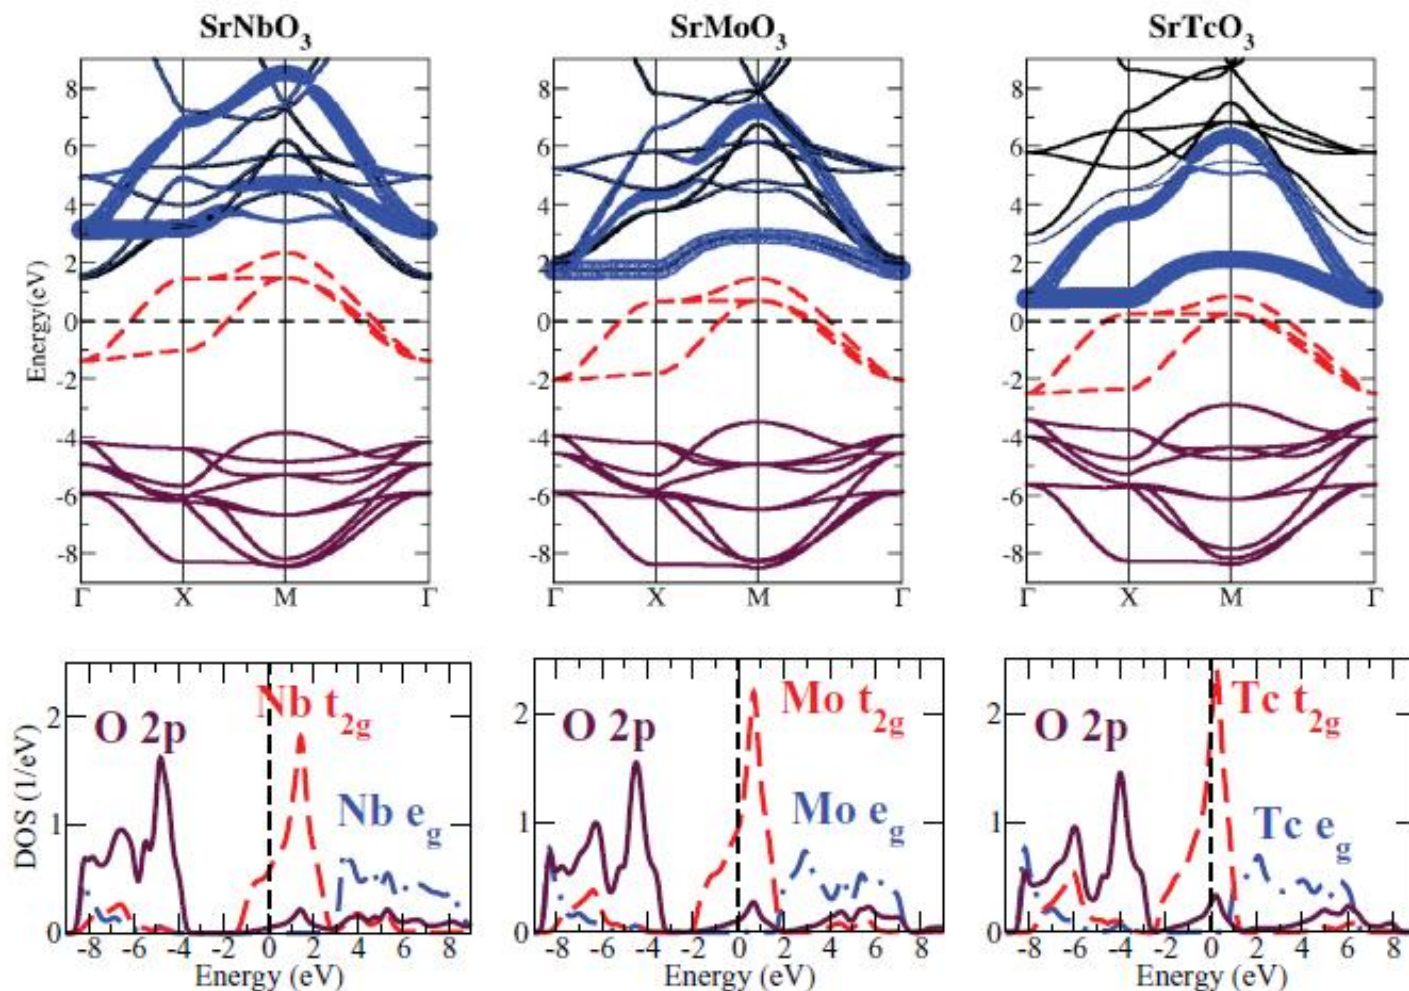 SrNbO₃ SrMoO₃ SrTcO₃
Energy(eV)
8 8 8
6 6 6
4 4 4
2 2 2
0 0 0
-2 -2 -2
-4 -4 -4
-6 -6 -6
-8 -8 -8
Γ X M Γ Γ X M Γ Γ X M Γ
DOS (1/eV)
2 2 2
1 1 1
0 0 0
O 2p Nb t₂g Nb eg
O 2p Mo t₂g Mo eg
O 2p Tc t₂g Tc eg
-8 -6 -4 -2 0 2 4 6 8 -8 -6 -4 -2 0 2 4 6 8 -8 -6 -4 -2 0 2 4 6 8
Energy (eV) Energy (eV) Energy (eV)